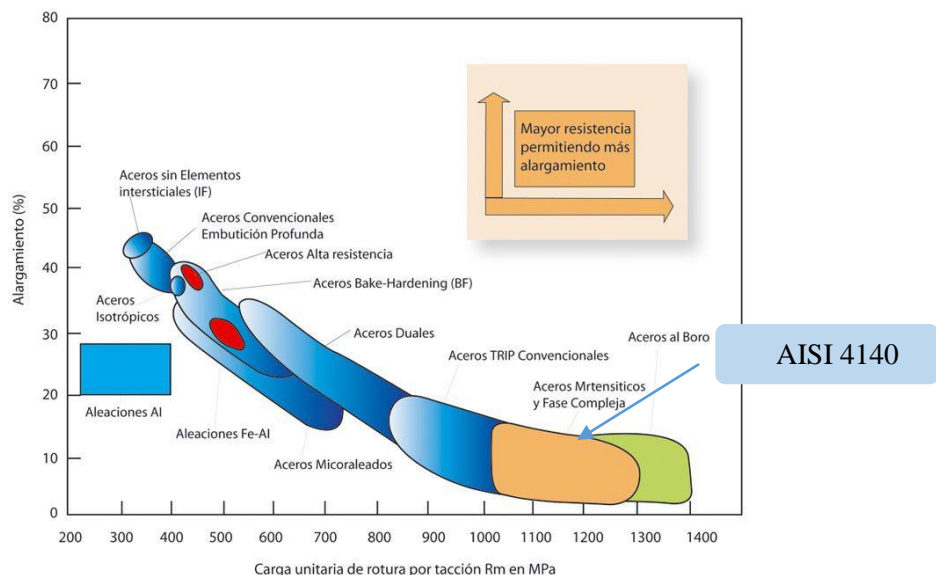 80
70
60
50
40
30
20
10
0
Alargamiento (%)
Mayor resistencia
permitiendo más
alargamiento
Aceros sin Elementos
intersticiales (IF)
Aceros Convencionales
Embutición Profunda
Aceros Alta resistencia
Aceros Bake-Hardening (BF)
Aceros
Isotrópicos
Aceros Duales
Aceros TRIP Convencionales
Aceros al Boro
AISI 4140
Aceros Mrtensiticos
y Fase Compleja
Aleaciones AI
Aleaciones Fe-AI
Aceros Micoraleados
200 300 400 500 600 700 800 900 1000 1100 1200 1300 1400
Carga unitaria de rotura por tacción Rm en MPa